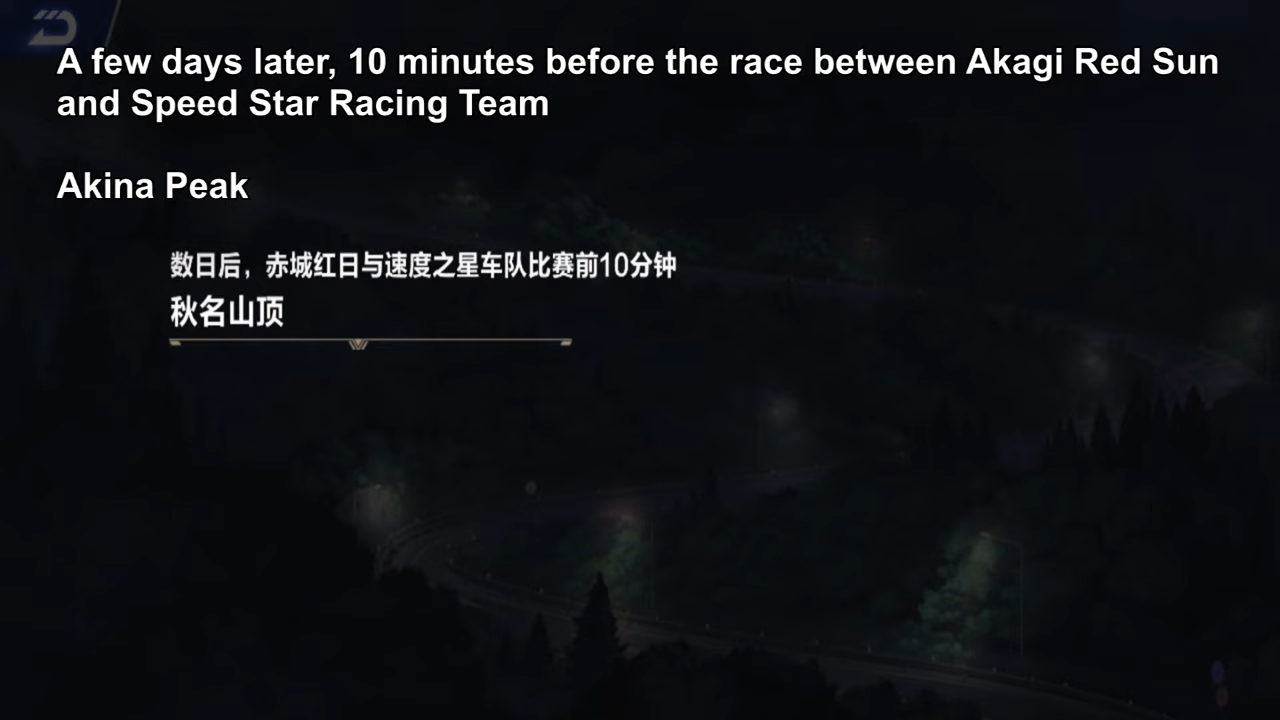 A few days later, 10 minutes before the race between Akagi Red Sun
and Speed Star Racing Team
Akina Peak
数日后，赤城红日与速度之星车队比赛前10分钟
秋名山顶